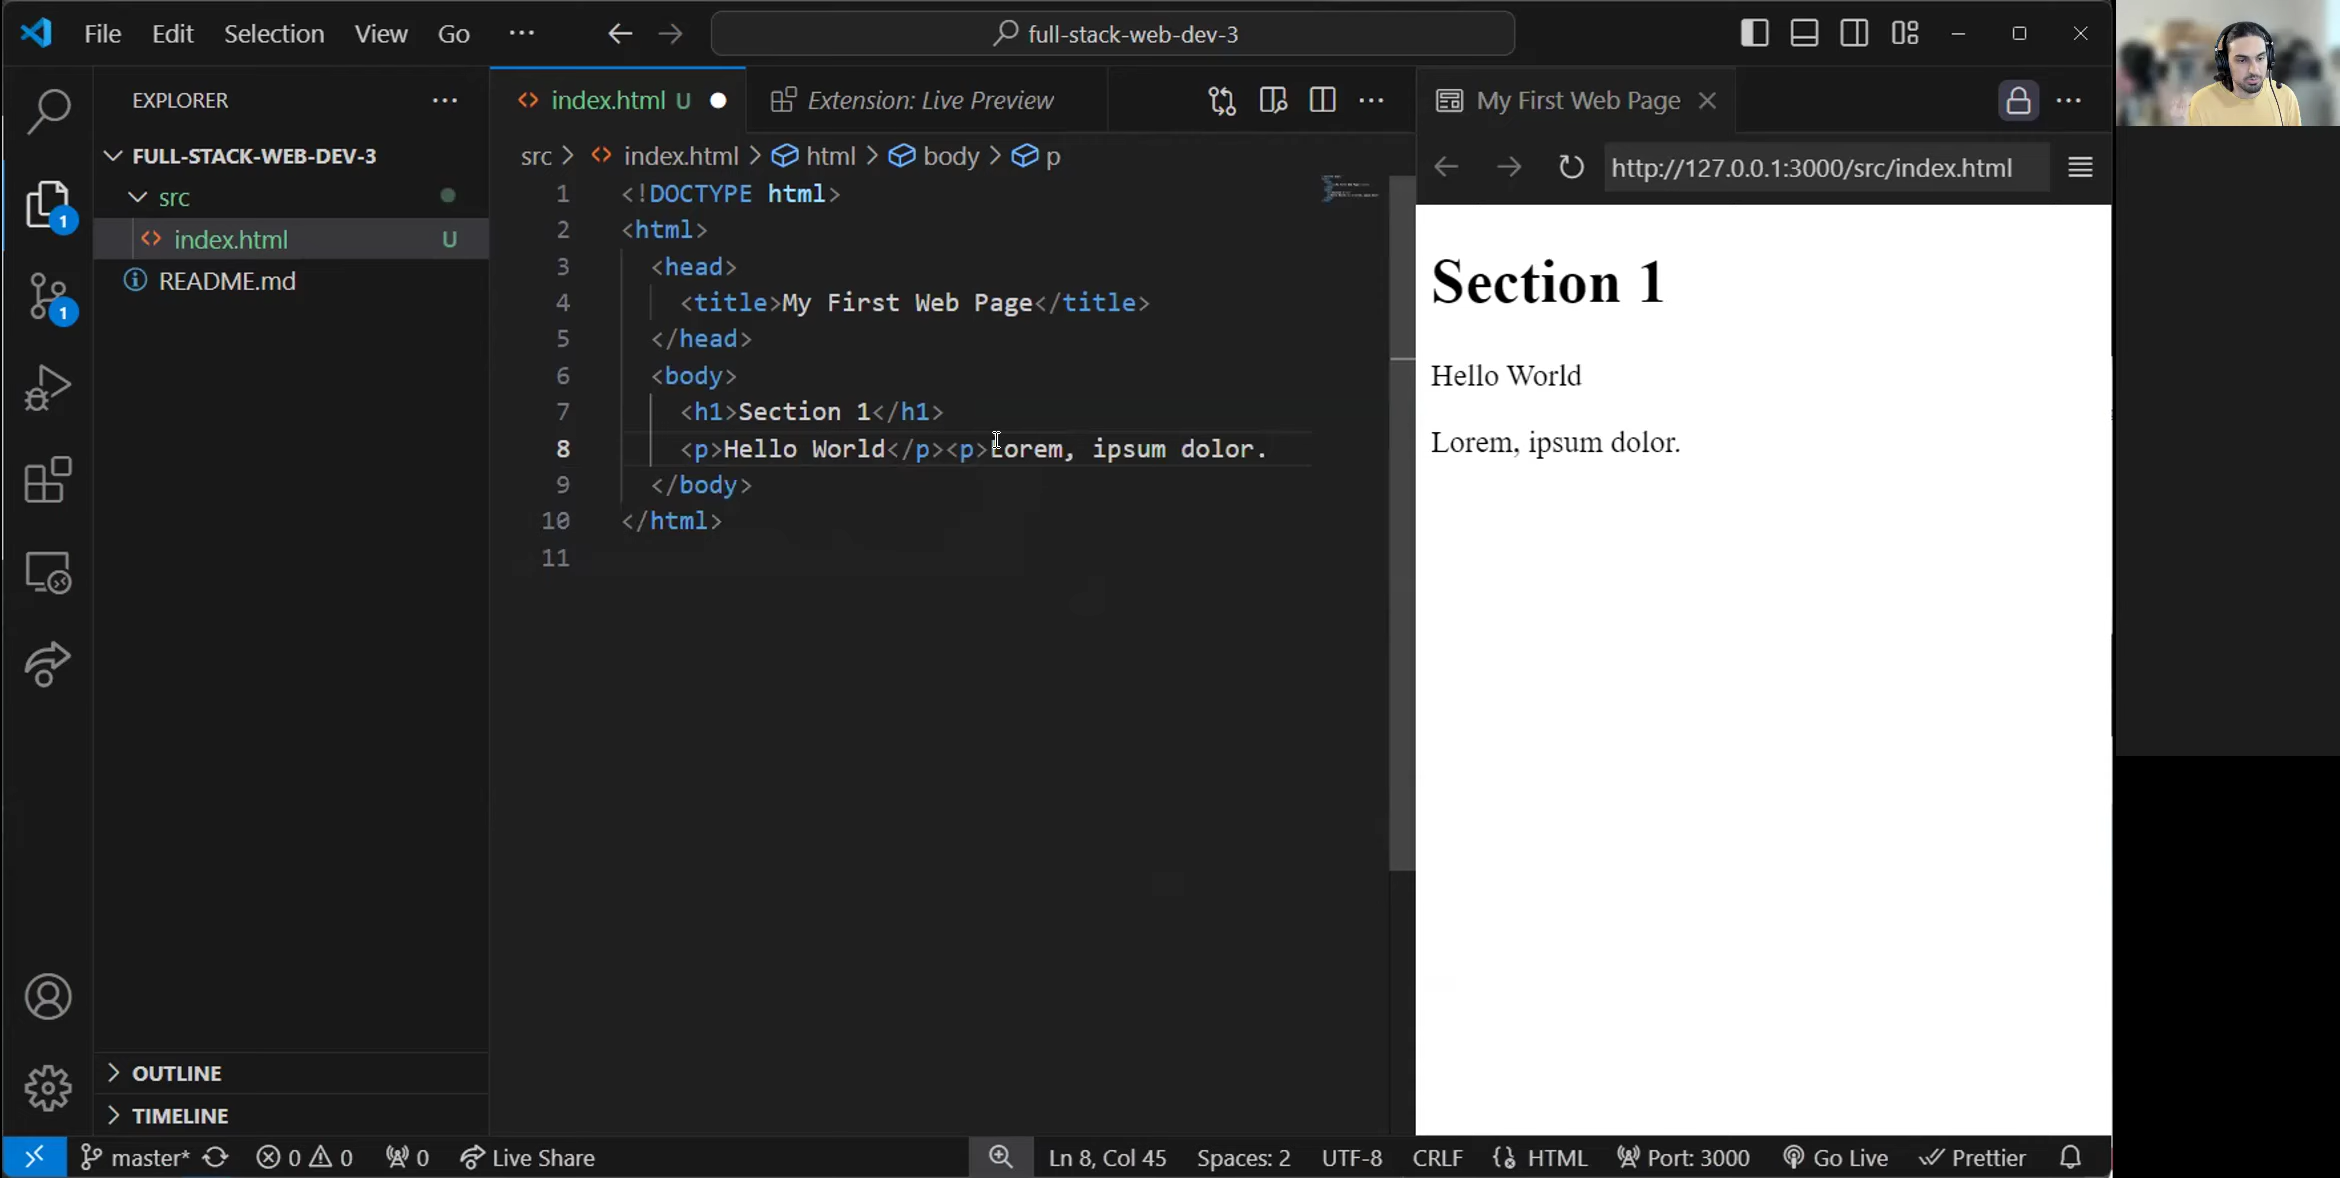 File Edit Selection View Go ··· full-stack-web-dev-3
EXPLORER ···
FULL-STACK-WEB-DEV-3
src
index.html U
README.md
OUTLINE
TIMELINE
1
1
index.html U Extension: Live Preview
src > index.html > html > body > p
1 <!DOCTYPE html>
2 <html>
3 <head>
4 <title>My First Web Page</title>
5 </head>
6 <body>
7 <h1>Section 1</h1>
8 <p>Hello World</p><p>Lorem, ipsum dolor.
9 </body>
10 </html>
11
My First Web Page
http://127.0.0.1:3000/src/index.html
Section 1
Hello World
Lorem, ipsum dolor.
master* 0 0 0 Live Share Ln 8, Col 45 Spaces: 2 UTF-8 CRLF HTML Port: 3000 Go Live Prettier